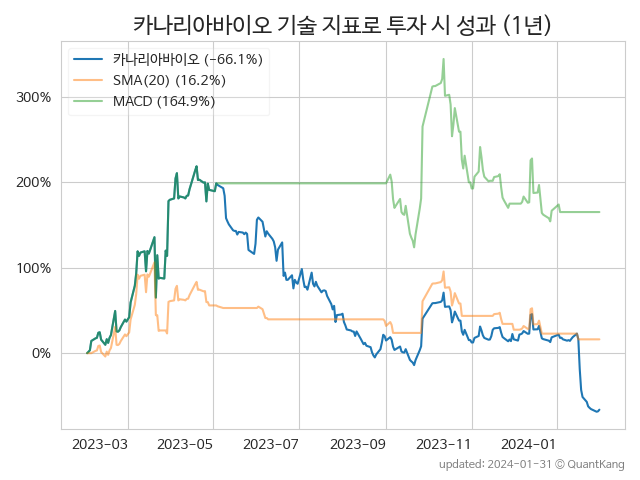 카나리아바이오 기술 지표로 투자 시 성과 (1년)
카나리아바이오 (-66.1%)
SMA(20) (16.2%)
MACD (164.9%)
300%
200%
100%
0%
2023-03 2023-05 2023-07 2023-09 2023-11 2024-01
updated: 2024-01-31 © QuantKang